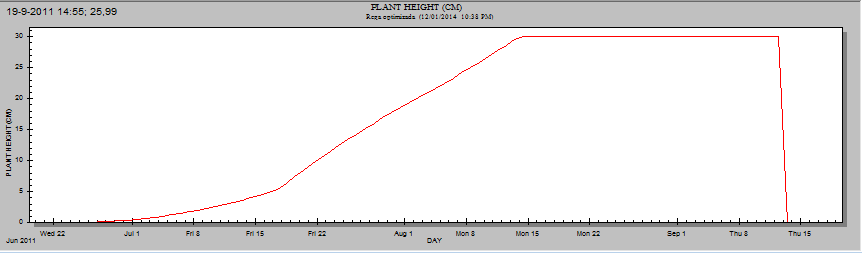 19-9-2011 14:55; 25,99
PLANT HEIGHT (CM)
Rega optimizada (12/01/2014 10:38 PM)
PLANT HEIGHT (CM)
30
25
20
15
10
5
0
Wed 22
Jul 1
Fri 8
Fri 15
Fri 22
Aug 1
Mon 8
Mon 15
Mon 22
Sep 1
Thu 8
Thu 15
Jun 2011
DAY